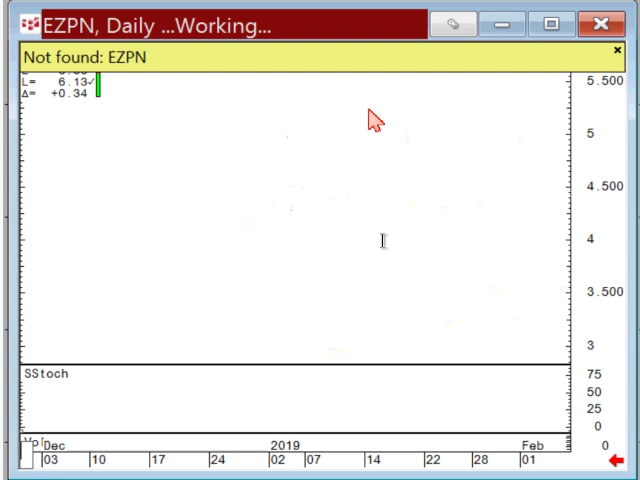 EZPN, Daily ...Working...
Not found: EZPN
L= 6.13
Δ= +0.34
5.500
5
4.500
4
3.500
3
SStoch
75
50
25
0
Dec 2019 Feb 0
03 10 17 24 02 07 14 22 28 01